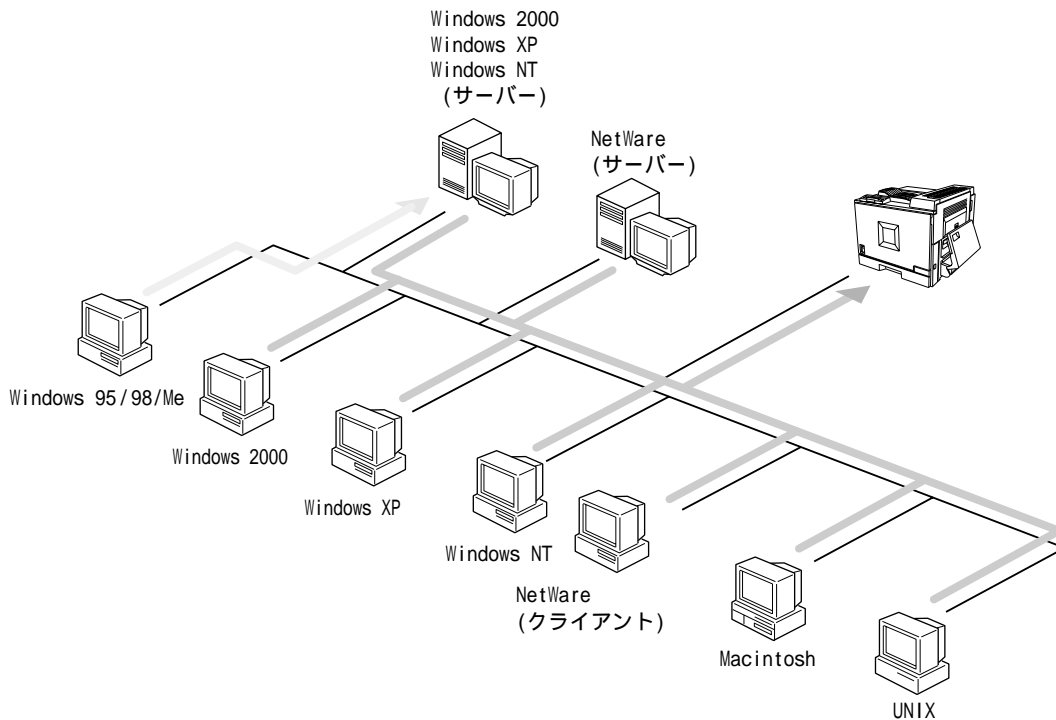 Windows 2000
Windows XP
Windows NT
(サーバー)
NetWare
(サーバー)
Windows 95/98/Me
Windows 2000
Windows XP
Windows NT
NetWare
(クライアント)
Macintosh
UNIX